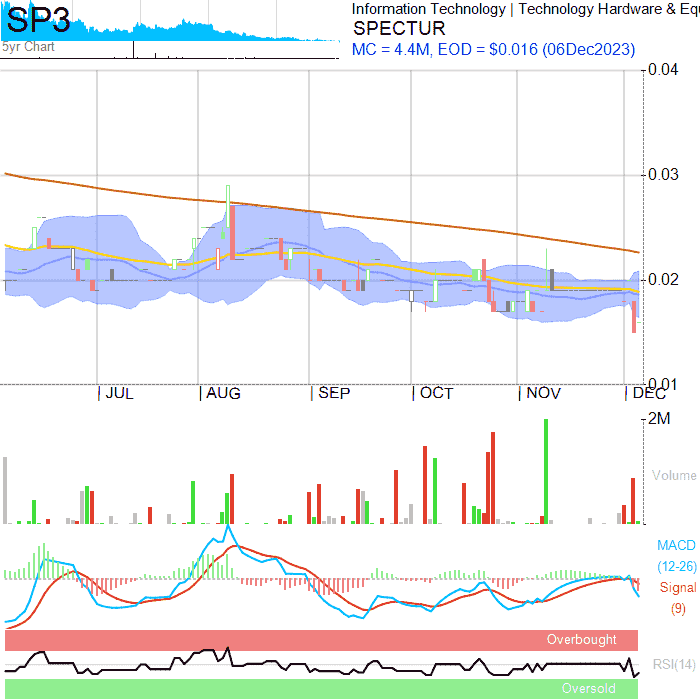 SP3
5yr Chart
Information Technology | Technology Hardware & Equ
SPECTUR
MC = 4.4M, EOD = $0.016 (06Dec2023)
0.04
0.03
0.02
0.01
JUL
AUG
SEP
OCT
NOV
DEC
2M
Volume
MACD
(12-26)
Signal
(9)
Overbought
RSI(14)
Oversold